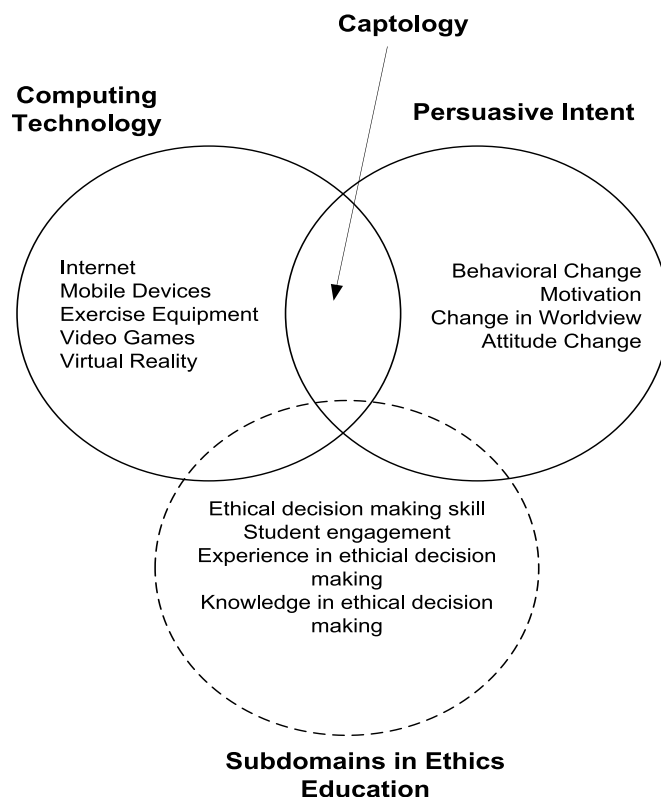 Captology
Computing
Technology
Persuasive Intent
Internet
Mobile Devices
Exercise Equipment
Video Games
Virtual Reality
Behavioral Change
Motivation
Change in Worldview
Attitude Change
Ethical decision making skill
Student engagement
Experience in ethicial decision
making
Knowledge in ethical decision
making
Subdomains in Ethics
Education